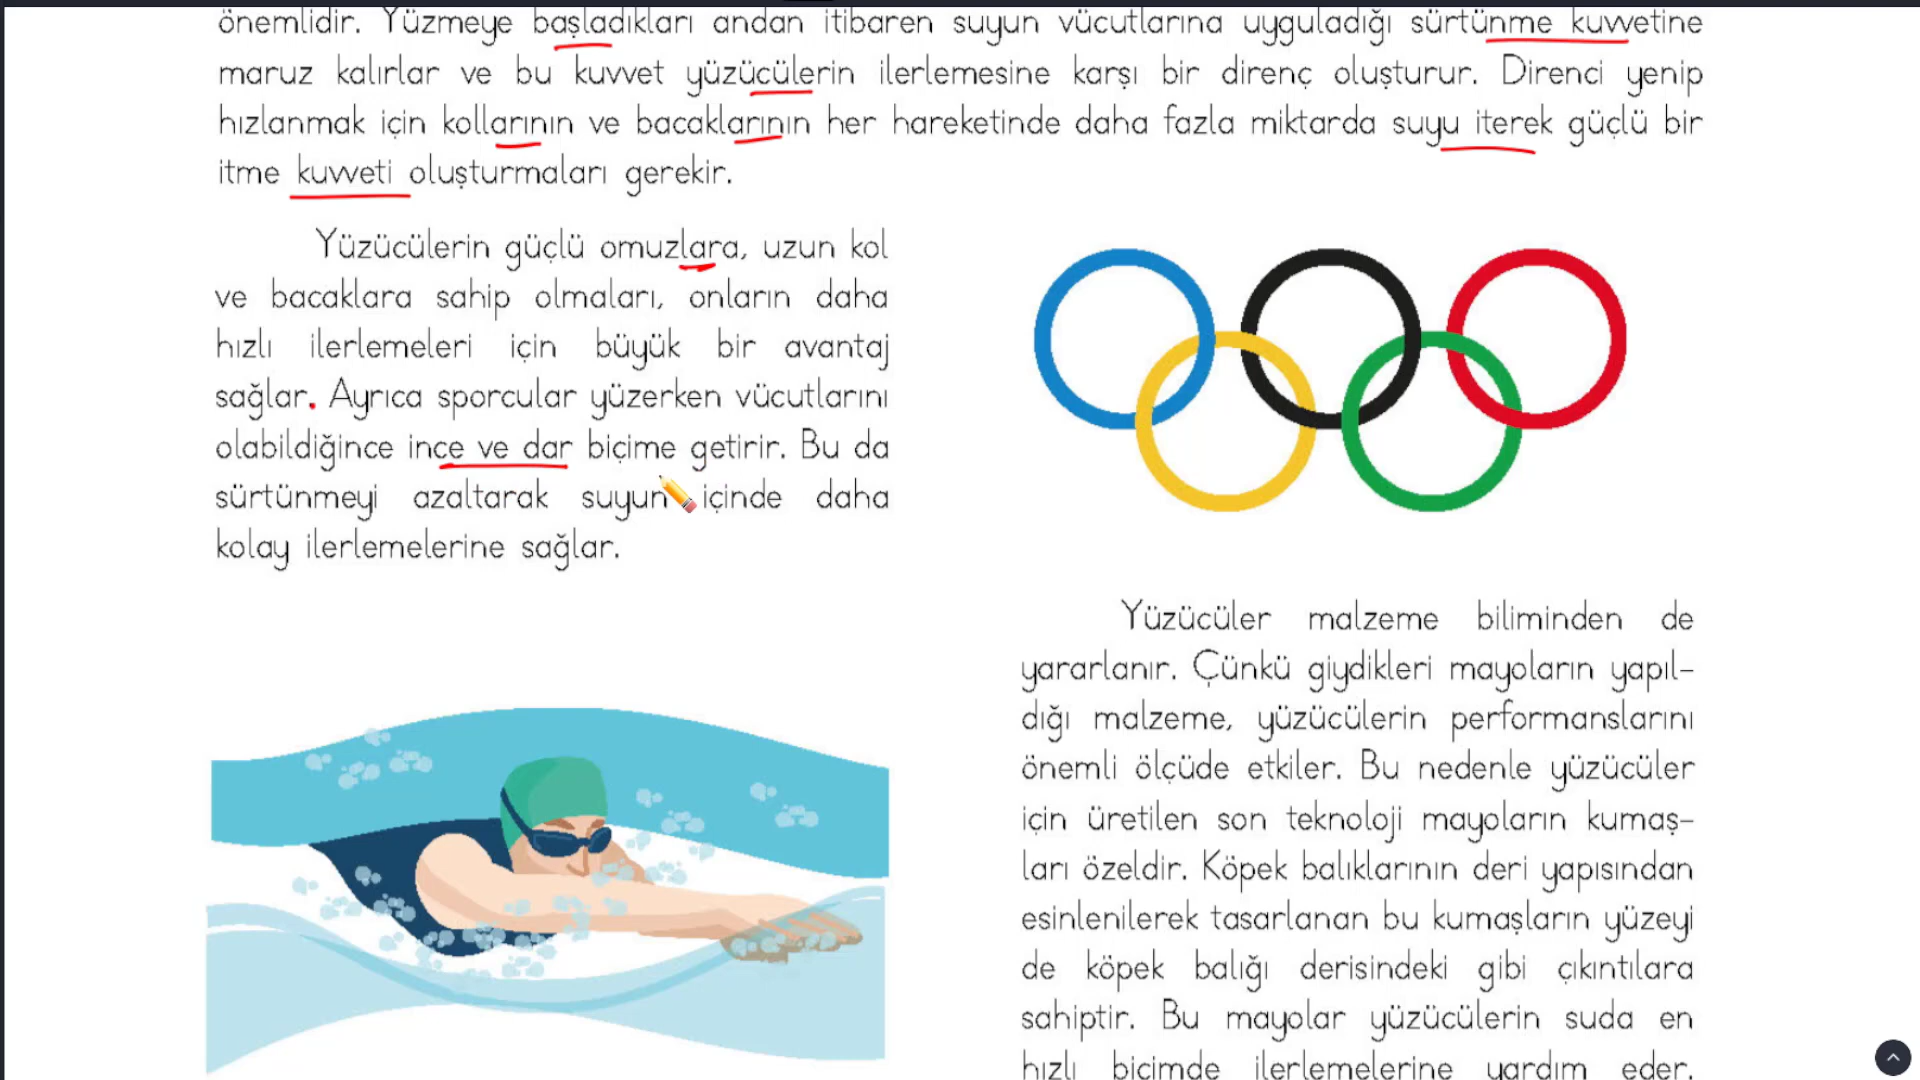 önemlidir. Yüzmeye başladıkları andan itibaren suyun vücutlarına uyguladığı sürtünme kuvvetine
maruz kalırlar ve bu kuvvet yüzücülerin ilerlemesine karşı bir direnç oluşturur. Direnci yenip
hızlanmak için kollarının ve bacaklarının her hareketinde daha fazla miktarda suyu iterek güçlü bir
itme kuvveti oluşturmaları gerekir.
Yüzücülerin güçlü omuzlara, uzun kol
ve bacaklara sahip olmaları, onların daha
hızlı ilerlemeleri için büyük bir avantaj
sağlar. Ayrıca sporcular yüzerken vücutlarını
olabildiğince ince ve dar biçime getirir. Bu da
sürtünmeyi azaltarak suyun içinde daha
kolay ilerlemelerine sağlar.
Yüzücüler malzeme biliminden de
yararlanır. Çünkü giydikleri mayoların yapıl-
dığı malzeme, yüzücülerin performanslarını
önemli ölçüde etkiler. Bu nedenle yüzücüler
için üretilen son teknoloji mayoların kumaş-
ları özeldir. Köpek balıklarının deri yapısından
esinlenilerek tasarlanan bu kumaşların yüzeyi
de köpek balığı derisindeki gibi çıkıntılara
sahiptir. Bu mayolar yüzücülerin suda en
hızlı biçimde ilerlemelerine yardım eder.